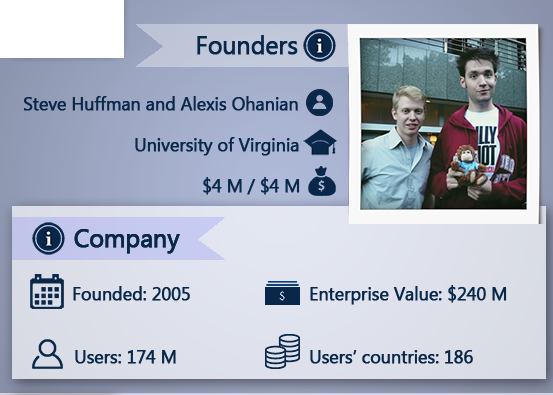 Founders
Steve Huffman and Alexis Ohanian
University of Virginia
$4 M / $4 M
Company
Founded: 2005
Enterprise Value: $240 M
Users: 174 M
Users' countries: 186